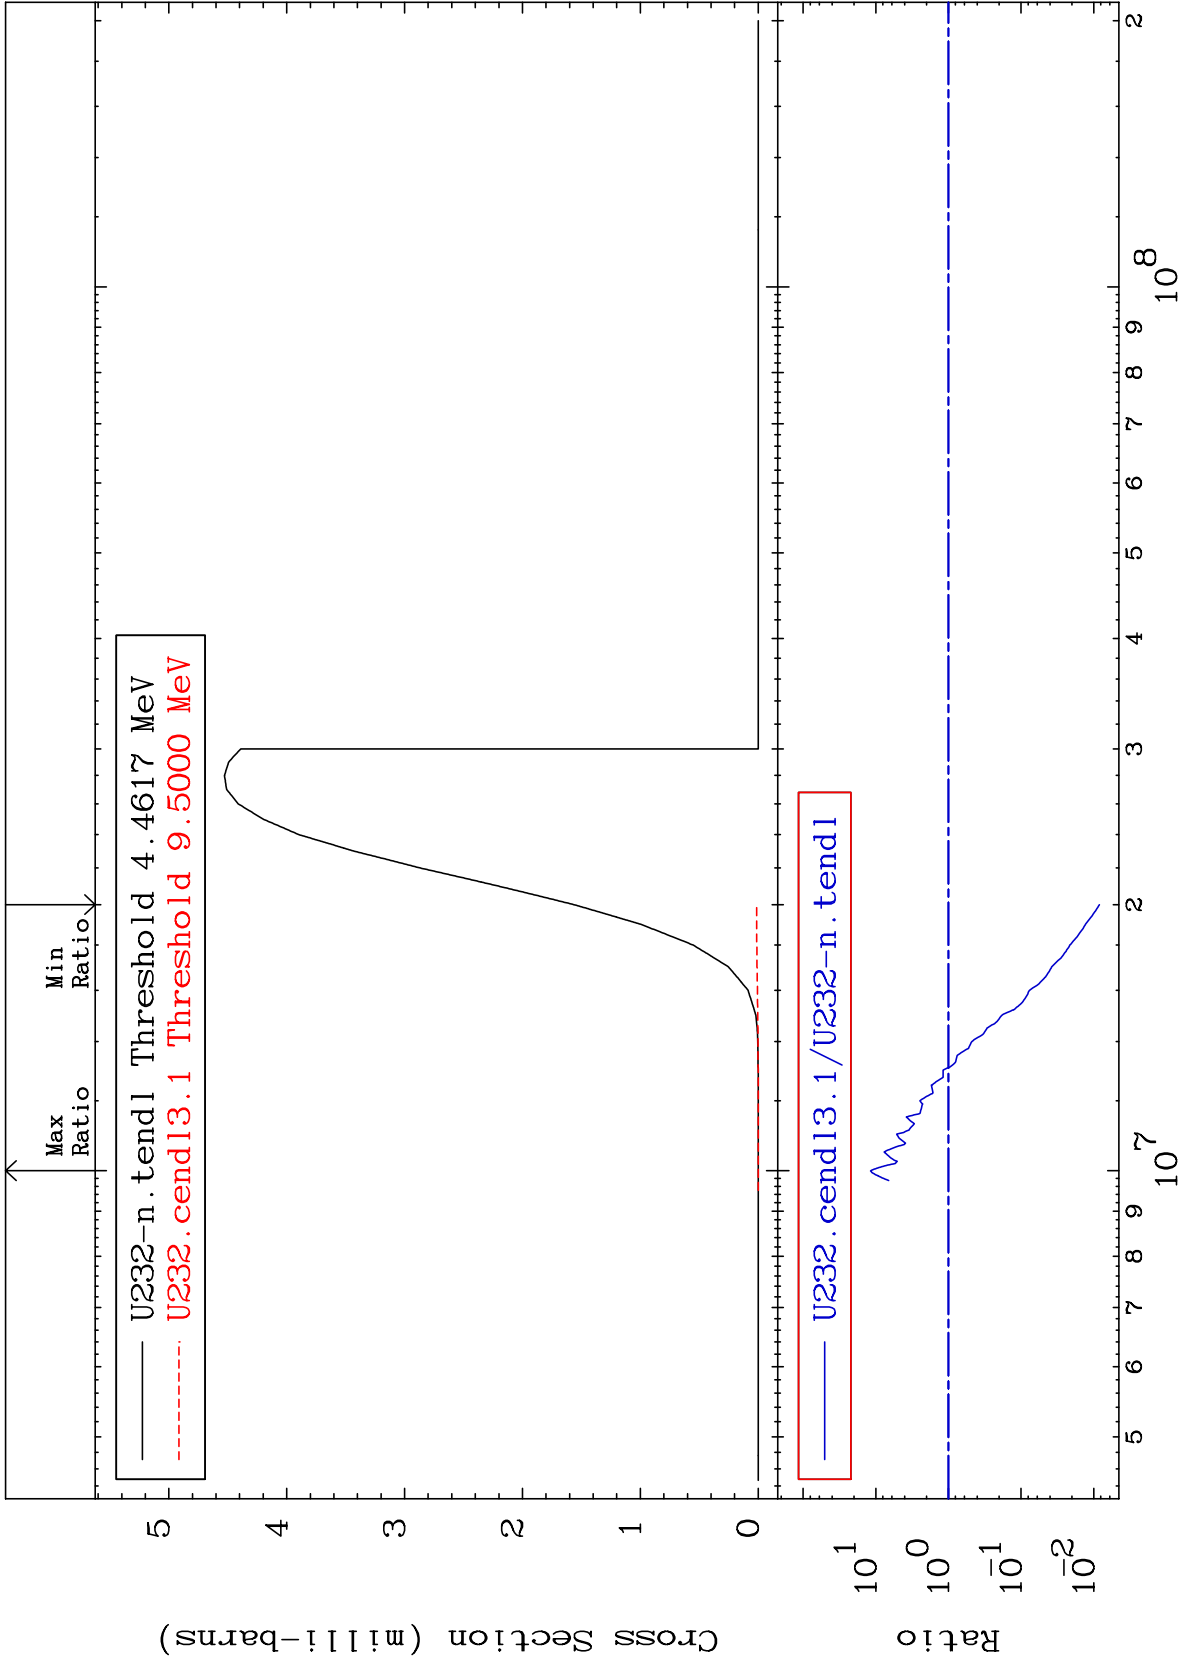 Max
Ratio
Min
Ratio
U232-n.tendl Threshold 4.4617 MeV
U232.cendl3.1 Threshold 9.5000 MeV
Cross Section (milli-barns)
5
4
3
2
1
0
U232.cendl3.1/U232-n.tendl
Ratio
10^1
10^0
10^-1
10^-2
5 6 7 8 9 2 3 4 5 6 7 8 9 2
10^7 10^8